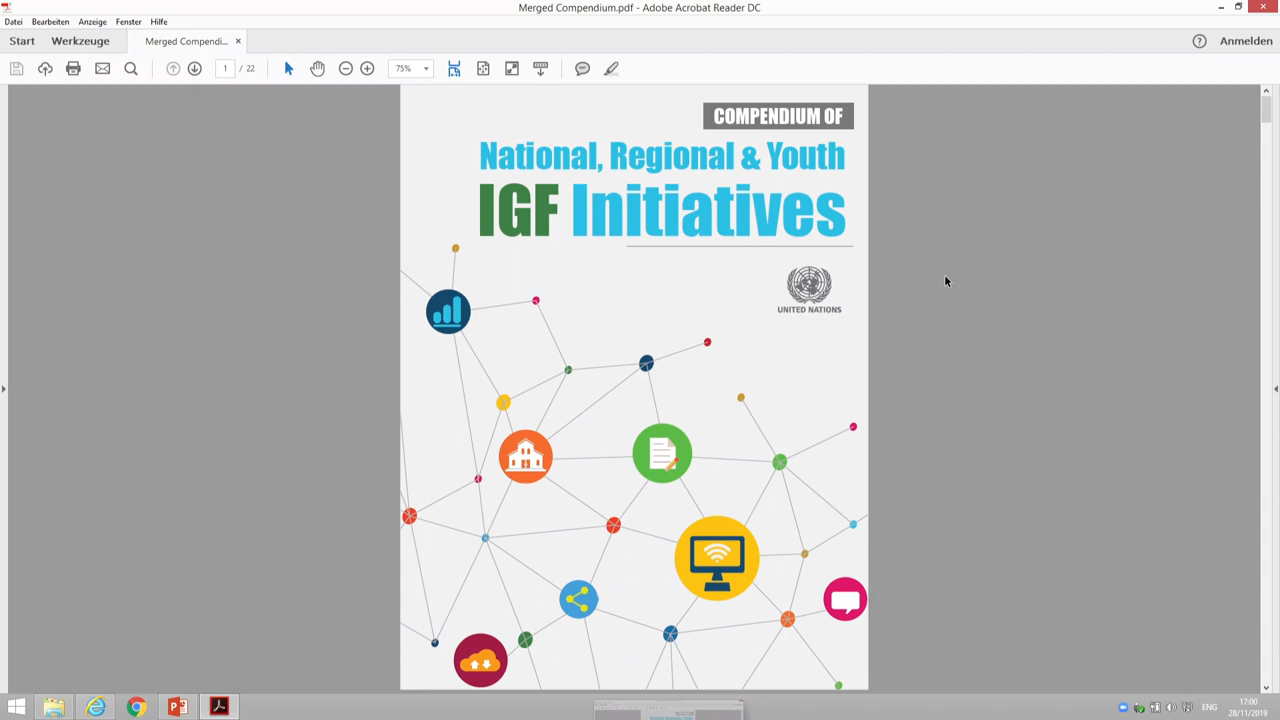 Merged Compendium.pdf - Adobe Acrobat Reader DC
Datei Bearbeiten Anzeige Fenster Hilfe
Start Werkzeuge Merged Compendi... × Anmelden
1 / 22 75%
COMPENDIUM OF
National, Regional & Youth
IGF Initiatives
UNITED NATIONS
ENG 17:00
28/11/2019